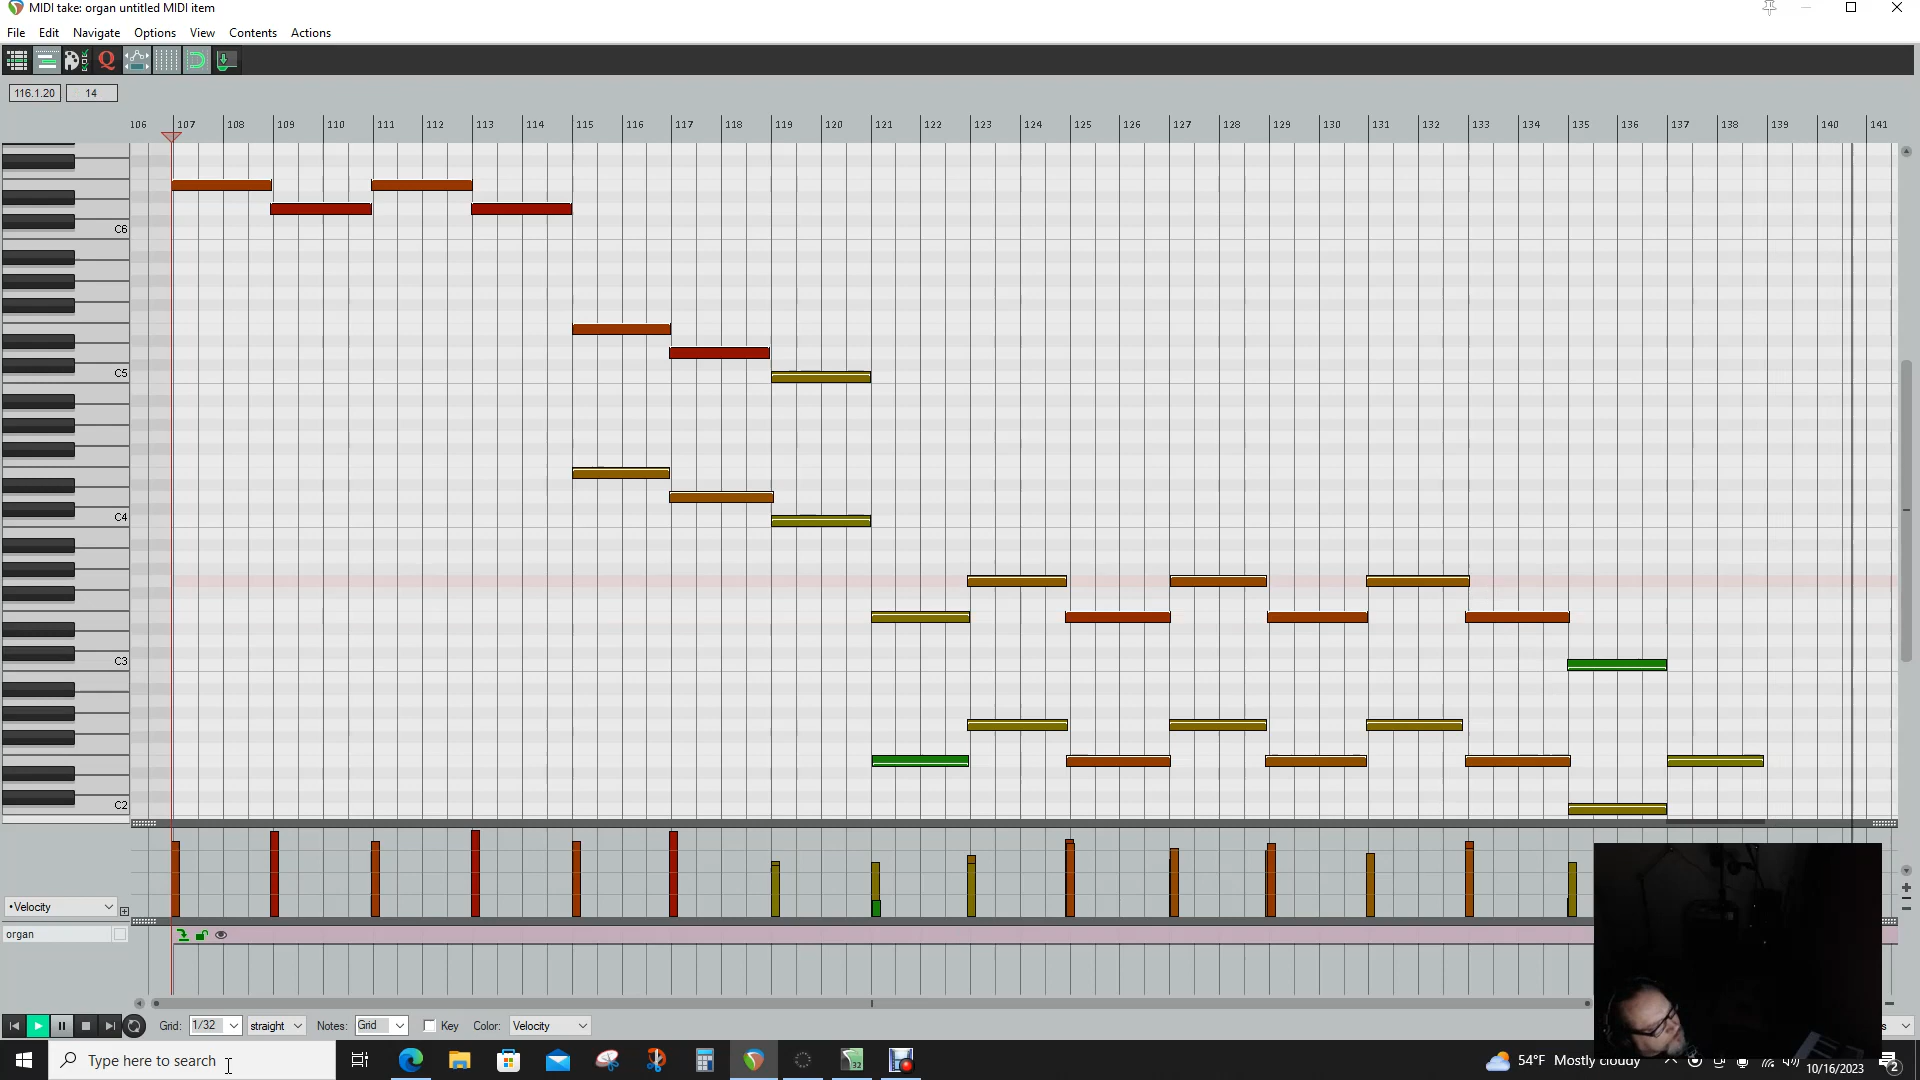 MIDI take: organ untitled MIDI item
File Edit Navigate Options View Contents Actions
Q
116.1.20 14
106 107 108 109 110 111 112 113 114 115 116 117 118 119 120 121 122 123 124 125 126 127 128 129 130 131 132 133 134 135 136 137 138 139 140 141
C6
C5
C4
C3
C2
•Velocity
organ
Grid: 1/32 straight Notes: Grid Key Color: Velocity s
Type here to search
32
54°F Mostly cloudy
10/16/2023
2